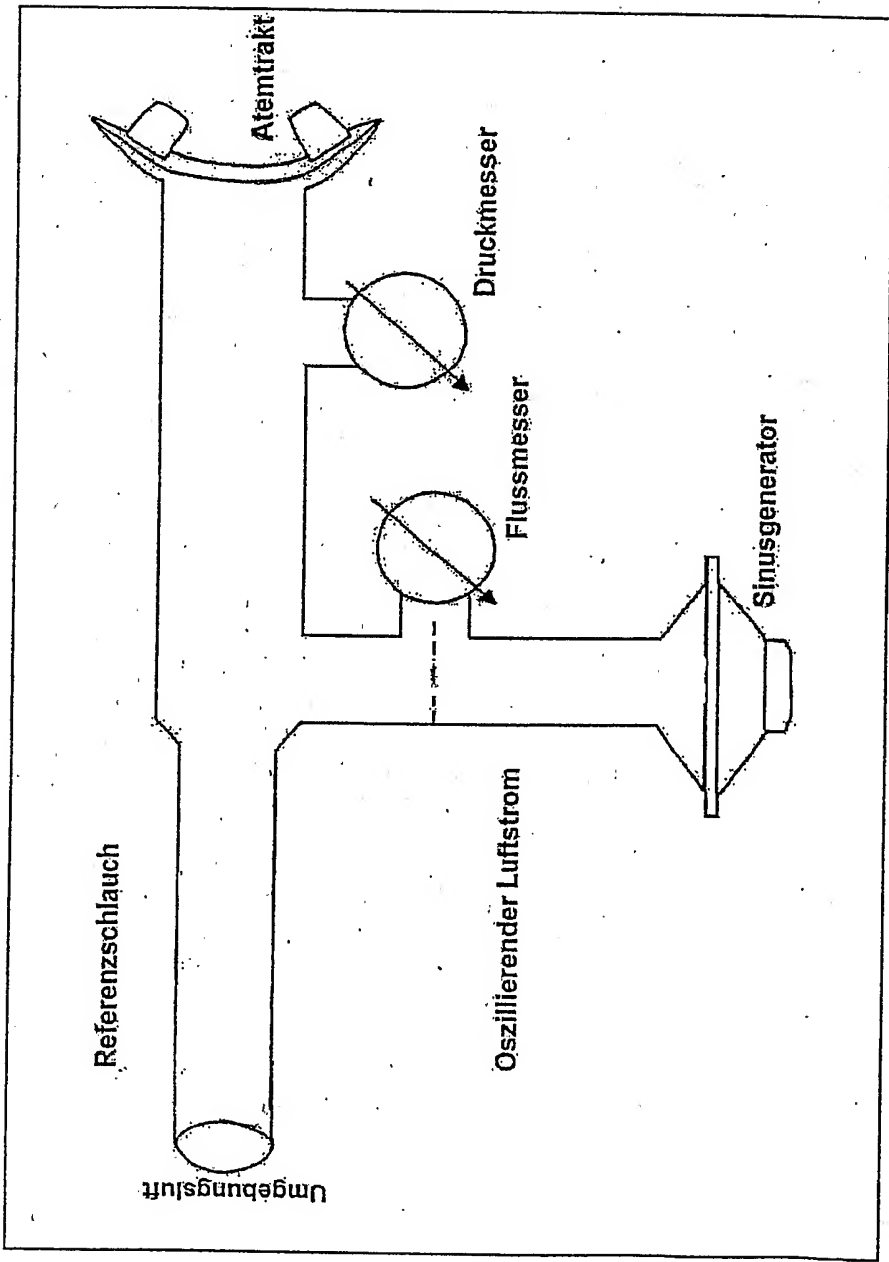 Referenzschlauch
Umgebungsluft
Atemtrakt
Druckmesser
Flussmesser
Oszillierender Luftstrom
Sinusgenerator